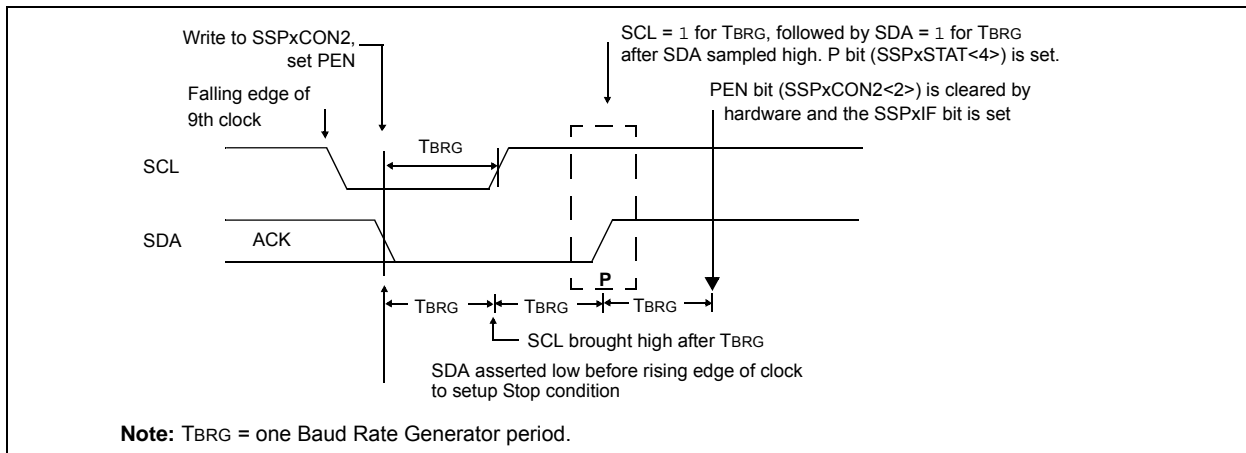 Write to SSPxCON2,
set PEN
SCL = 1 for TBRG, followed by SDA = 1 for TBRG
after SDA sampled high. P bit (SSPxSTAT<4>) is set.
Falling edge of
9th clock
PEN bit (SSPxCON2<2>) is cleared by
hardware and the SSPxIF bit is set
TBRG
SCL
SDA
ACK
P
TBRG
TBRG
TBRG
SCL brought high after TBRG
SDA asserted low before rising edge of clock
to setup Stop condition
Note: TBRG = one Baud Rate Generator period.